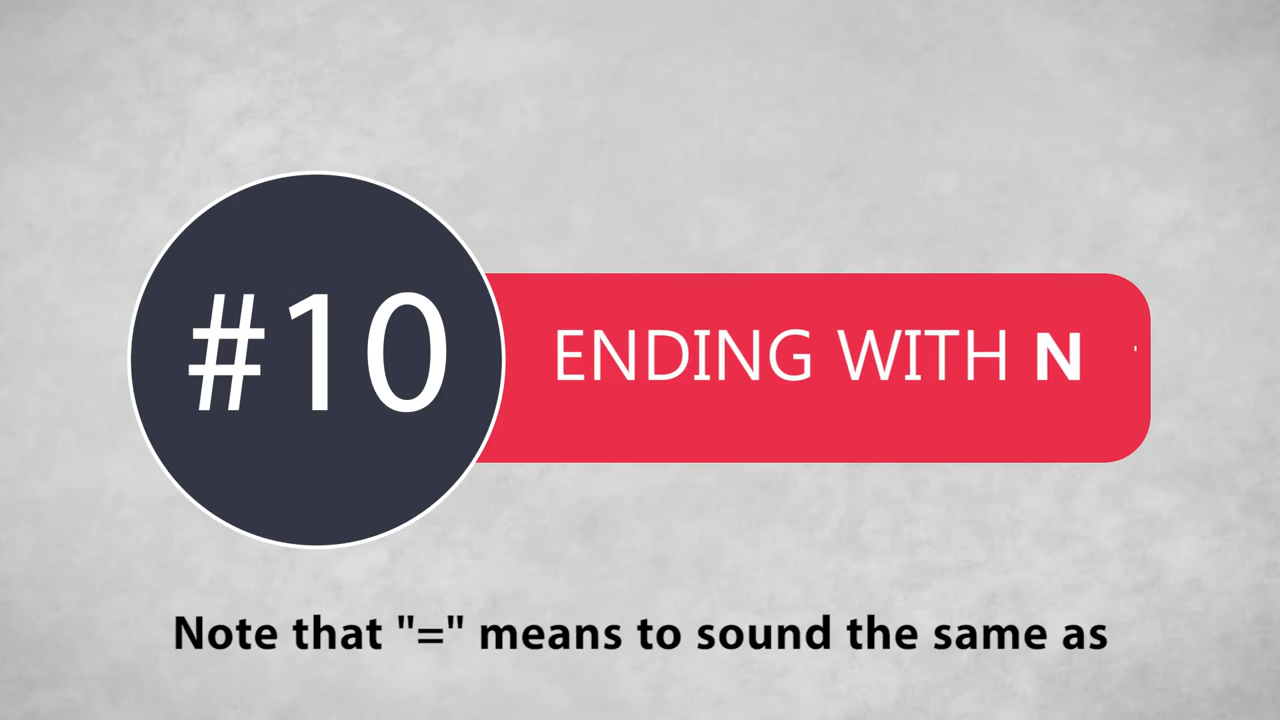 #10
ENDING WITH N
Note that "=" means to sound the same as